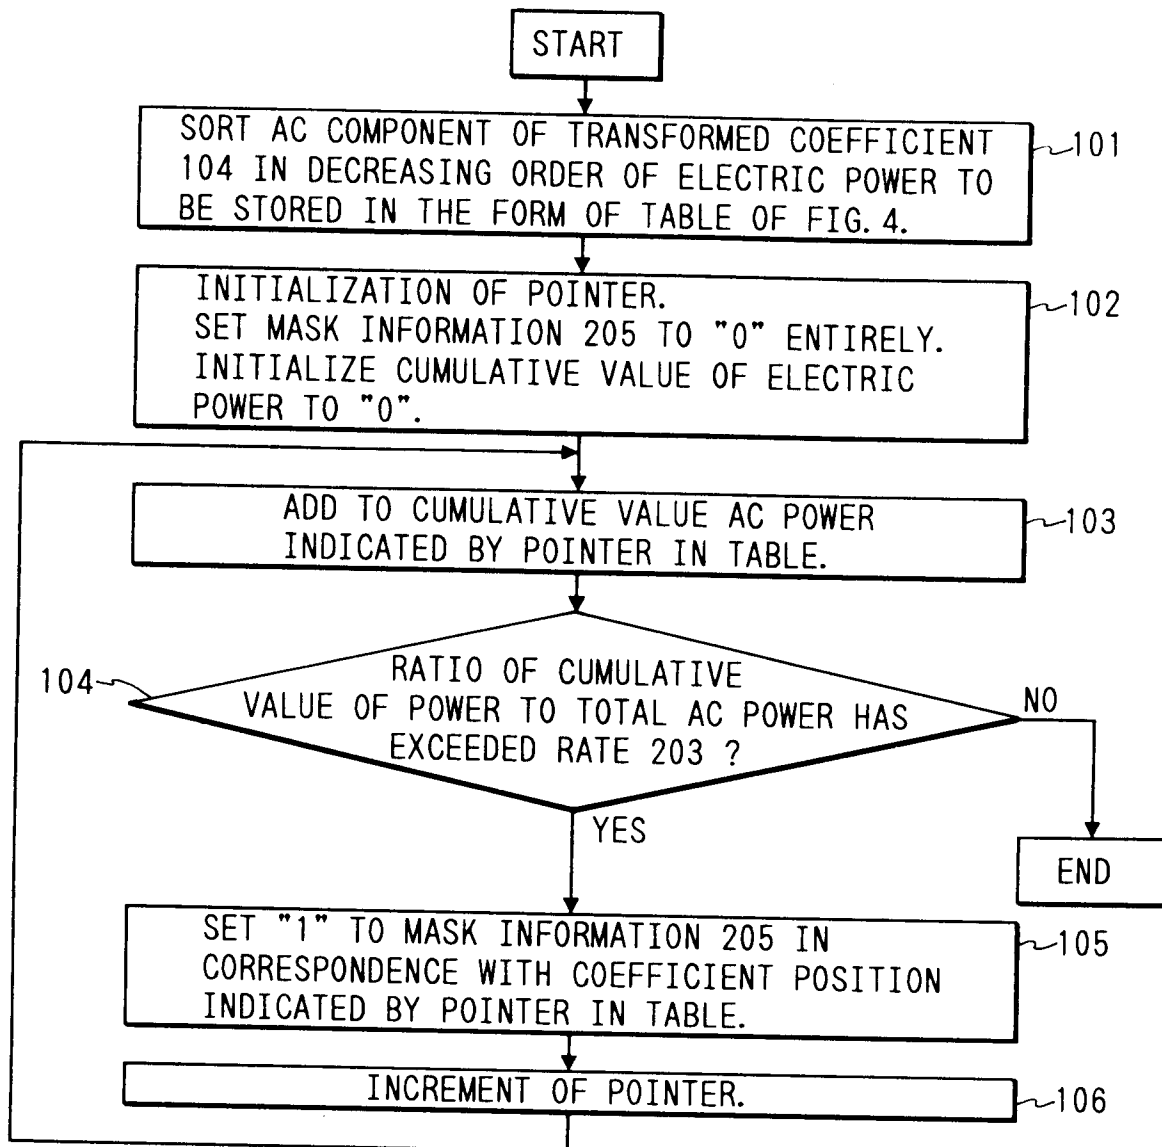 START
SORT AC COMPONENT OF TRANSFORMED COEFFICIENT
104 IN DECREASING ORDER OF ELECTRIC POWER TO
BE STORED IN THE FORM OF TABLE OF FIG. 4.
101
INITIALIZATION OF POINTER.
SET MASK INFORMATION 205 TO "0" ENTIRELY.
INITIALIZE CUMULATIVE VALUE OF ELECTRIC
POWER TO "0".
102
ADD TO CUMULATIVE VALUE AC POWER
INDICATED BY POINTER IN TABLE.
103
104
RATIO OF CUMULATIVE
VALUE OF POWER TO TOTAL AC POWER HAS
EXCEEDED RATE 203 ?
NO
YES
END
SET "1" TO MASK INFORMATION 205 IN
CORRESPONDENCE WITH COEFFICIENT POSITION
INDICATED BY POINTER IN TABLE.
105
INCREMENT OF POINTER.
106